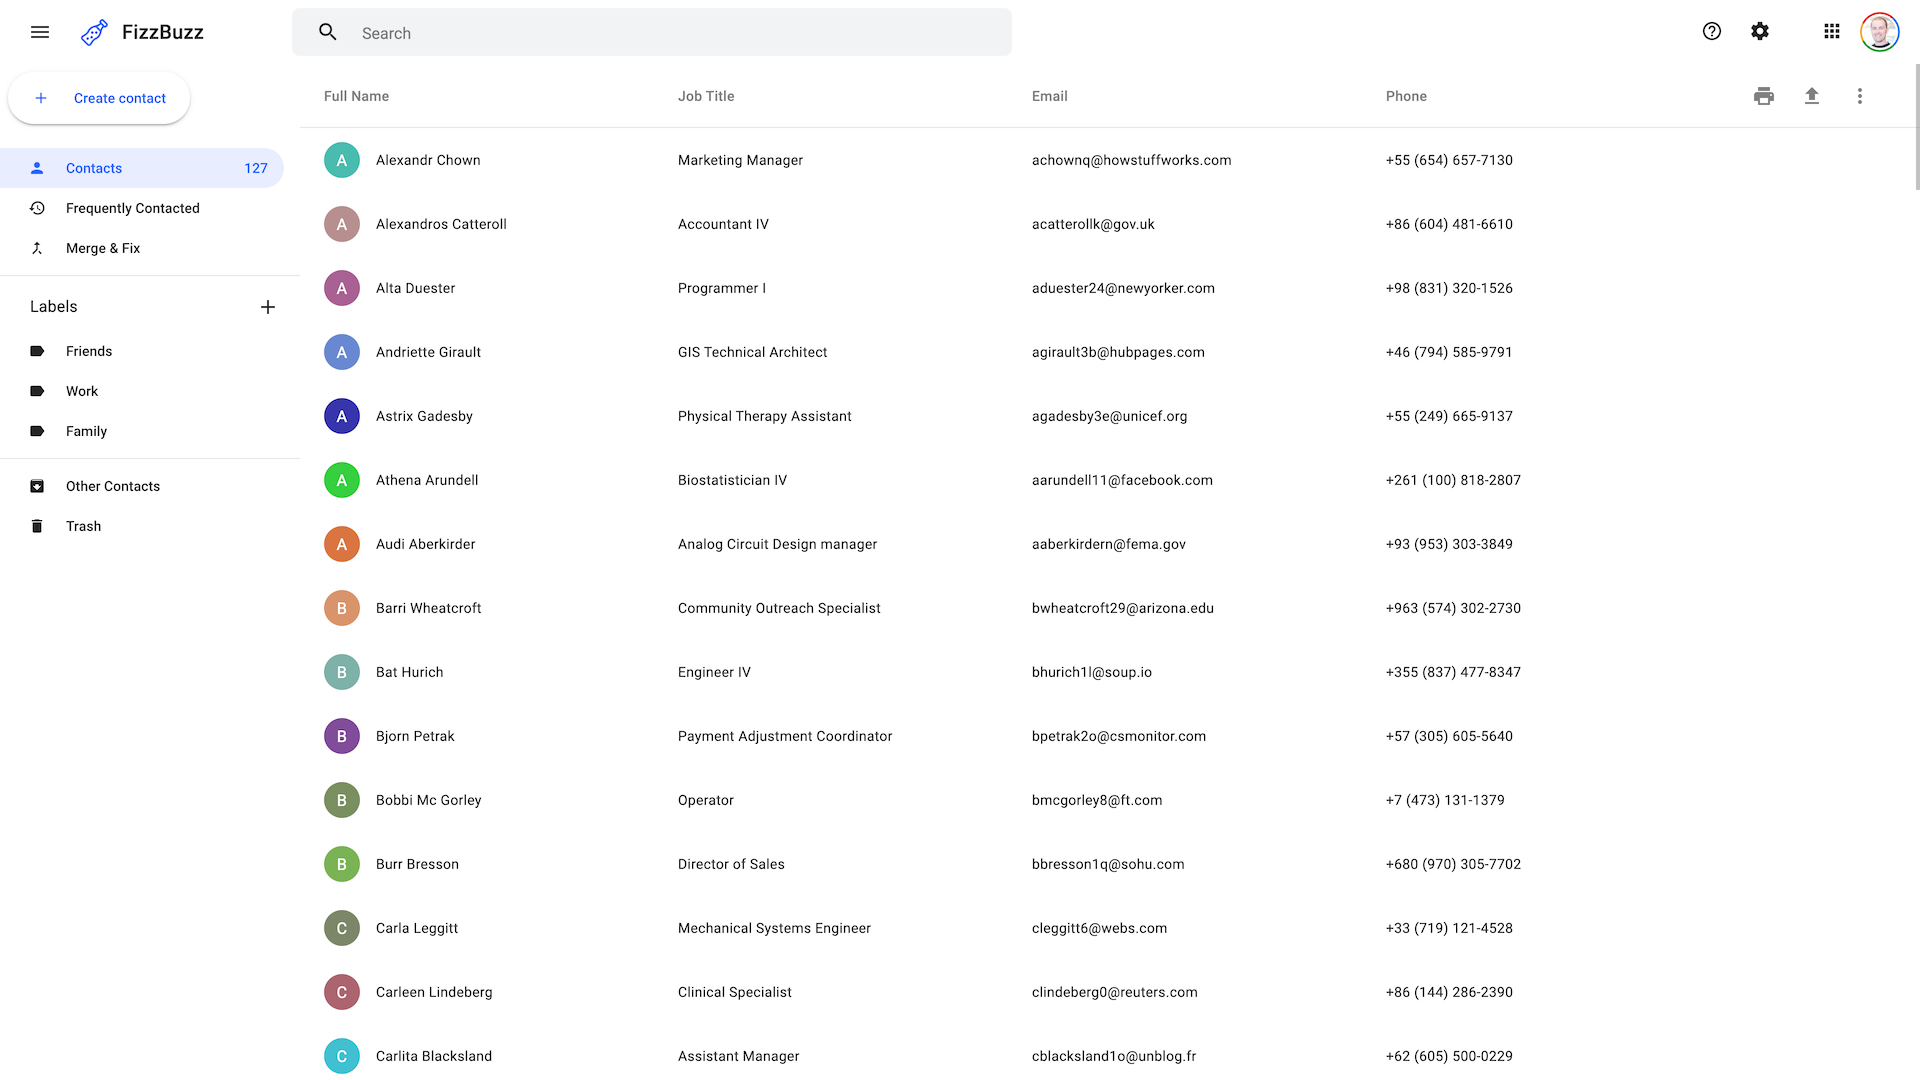 FizzBuzz
Search
Create contact
Contacts 127
Frequently Contacted
Merge & Fix
Labels
Friends
Work
Family
Other Contacts
Trash
Full Name Job Title Email Phone
A Alexandr Chown Marketing Manager achownq@howstuffworks.com +55 (654) 657-7130
A Alexandros Catteroll Accountant IV acatterollk@gov.uk +86 (604) 481-6610
A Alta Duester Programmer I aduester24@newyorker.com +98 (831) 320-1526
A Andriette Girault GIS Technical Architect agirault3b@hubpages.com +46 (794) 585-9791
A Astrix Gadesby Physical Therapy Assistant agadesby3e@unicef.org +55 (249) 665-9137
A Athena Arundell Biostatistician IV aarundell11@facebook.com +261 (100) 818-2807
A Audi Aberkirder Analog Circuit Design manager aaberkirdern@fema.gov +93 (953) 303-3849
B Barri Wheatcroft Community Outreach Specialist bwheatcroft29@arizona.edu +963 (574) 302-2730
B Bat Hurich Engineer IV bhurich1l@soup.io +355 (837) 477-8347
B Bjorn Petrak Payment Adjustment Coordinator bpetrak2o@csmonitor.com +57 (305) 605-5640
B Bobbi Mc Gorley Operator bmcgorley8@ft.com +7 (473) 131-1379
B Burr Bresson Director of Sales bbresson1q@sohu.com +680 (970) 305-7702
C Carla Leggitt Mechanical Systems Engineer cleggitt6@webs.com +33 (719) 121-4528
C Carleen Lindeberg Clinical Specialist clindeberg0@reuters.com +86 (144) 286-2390
C Carlita Blacksland Assistant Manager cblacksland1o@unblog.fr +62 (605) 500-0229